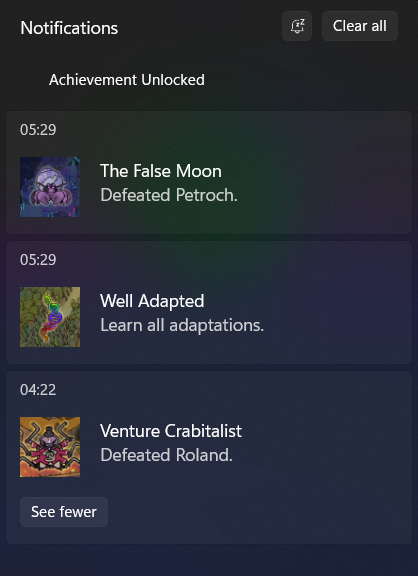 Notifications
Clear all
Achievement Unlocked
05:29
The False Moon
Defeated Petroch.
05:29
Well Adapted
Learn all adaptations.
04:22
Venture Crabitalist
Defeated Roland.
See fewer